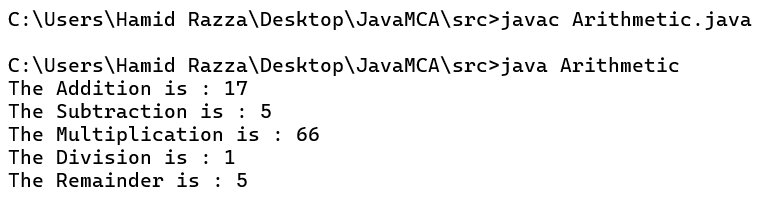 C:\Users\Hamid Razza\Desktop\JavaMCA\src>javac Arithmetic.java
C:\Users\Hamid Razza\Desktop\JavaMCA\src>java Arithmetic
The Addition is : 17
The Subtraction is : 5
The Multiplication is : 66
The Division is : 1
The Remainder is : 5